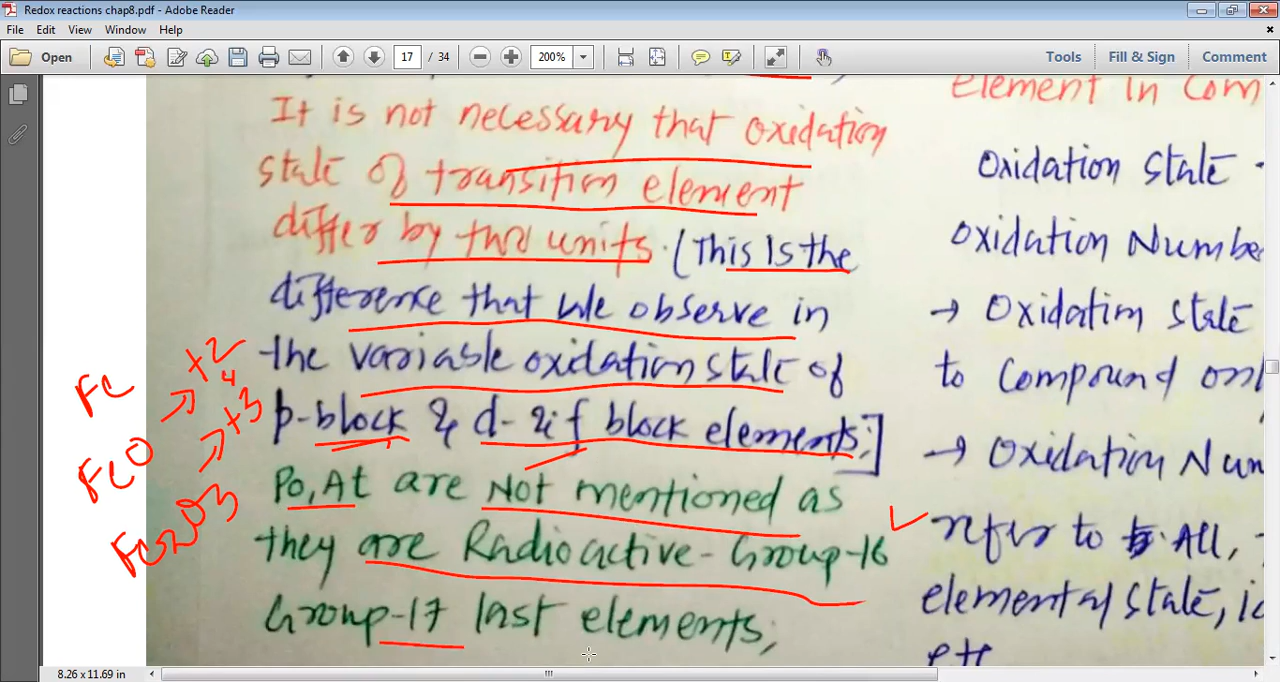 Redox reactions chap8.pdf - Adobe Reader
File Edit View Window Help
Open 17 / 34 200% Tools Fill & Sign Comment
It is not necessary that oxidation
state of transition element
differ by two units. (This is the
difference that we observe in
the variable oxidation state of
p-block & d- & f block elements;]
Po, At are Not mentioned as
they are Radioactive - Group-16
Group-17 last elements;
Fe
FeO +2
Fe2O3 +3
Element in Com
Oxidation State -
oxidation Numbe
→ Oxidation state
to Compound onl
→ Oxidation Num
refer to All,
elemental state, i
etc
8.26 x 11.69 in